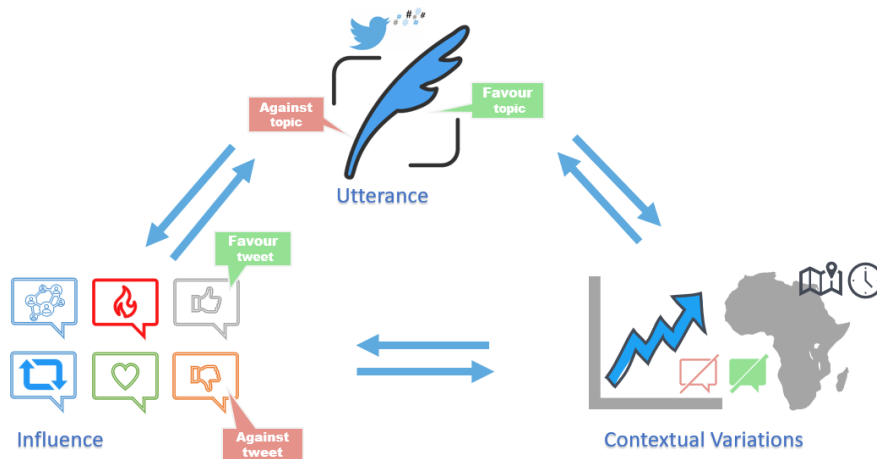 Against
topic
Favour
topic
Utterance
Favour
tweet
Against
tweet
Influence
Contextual Variations